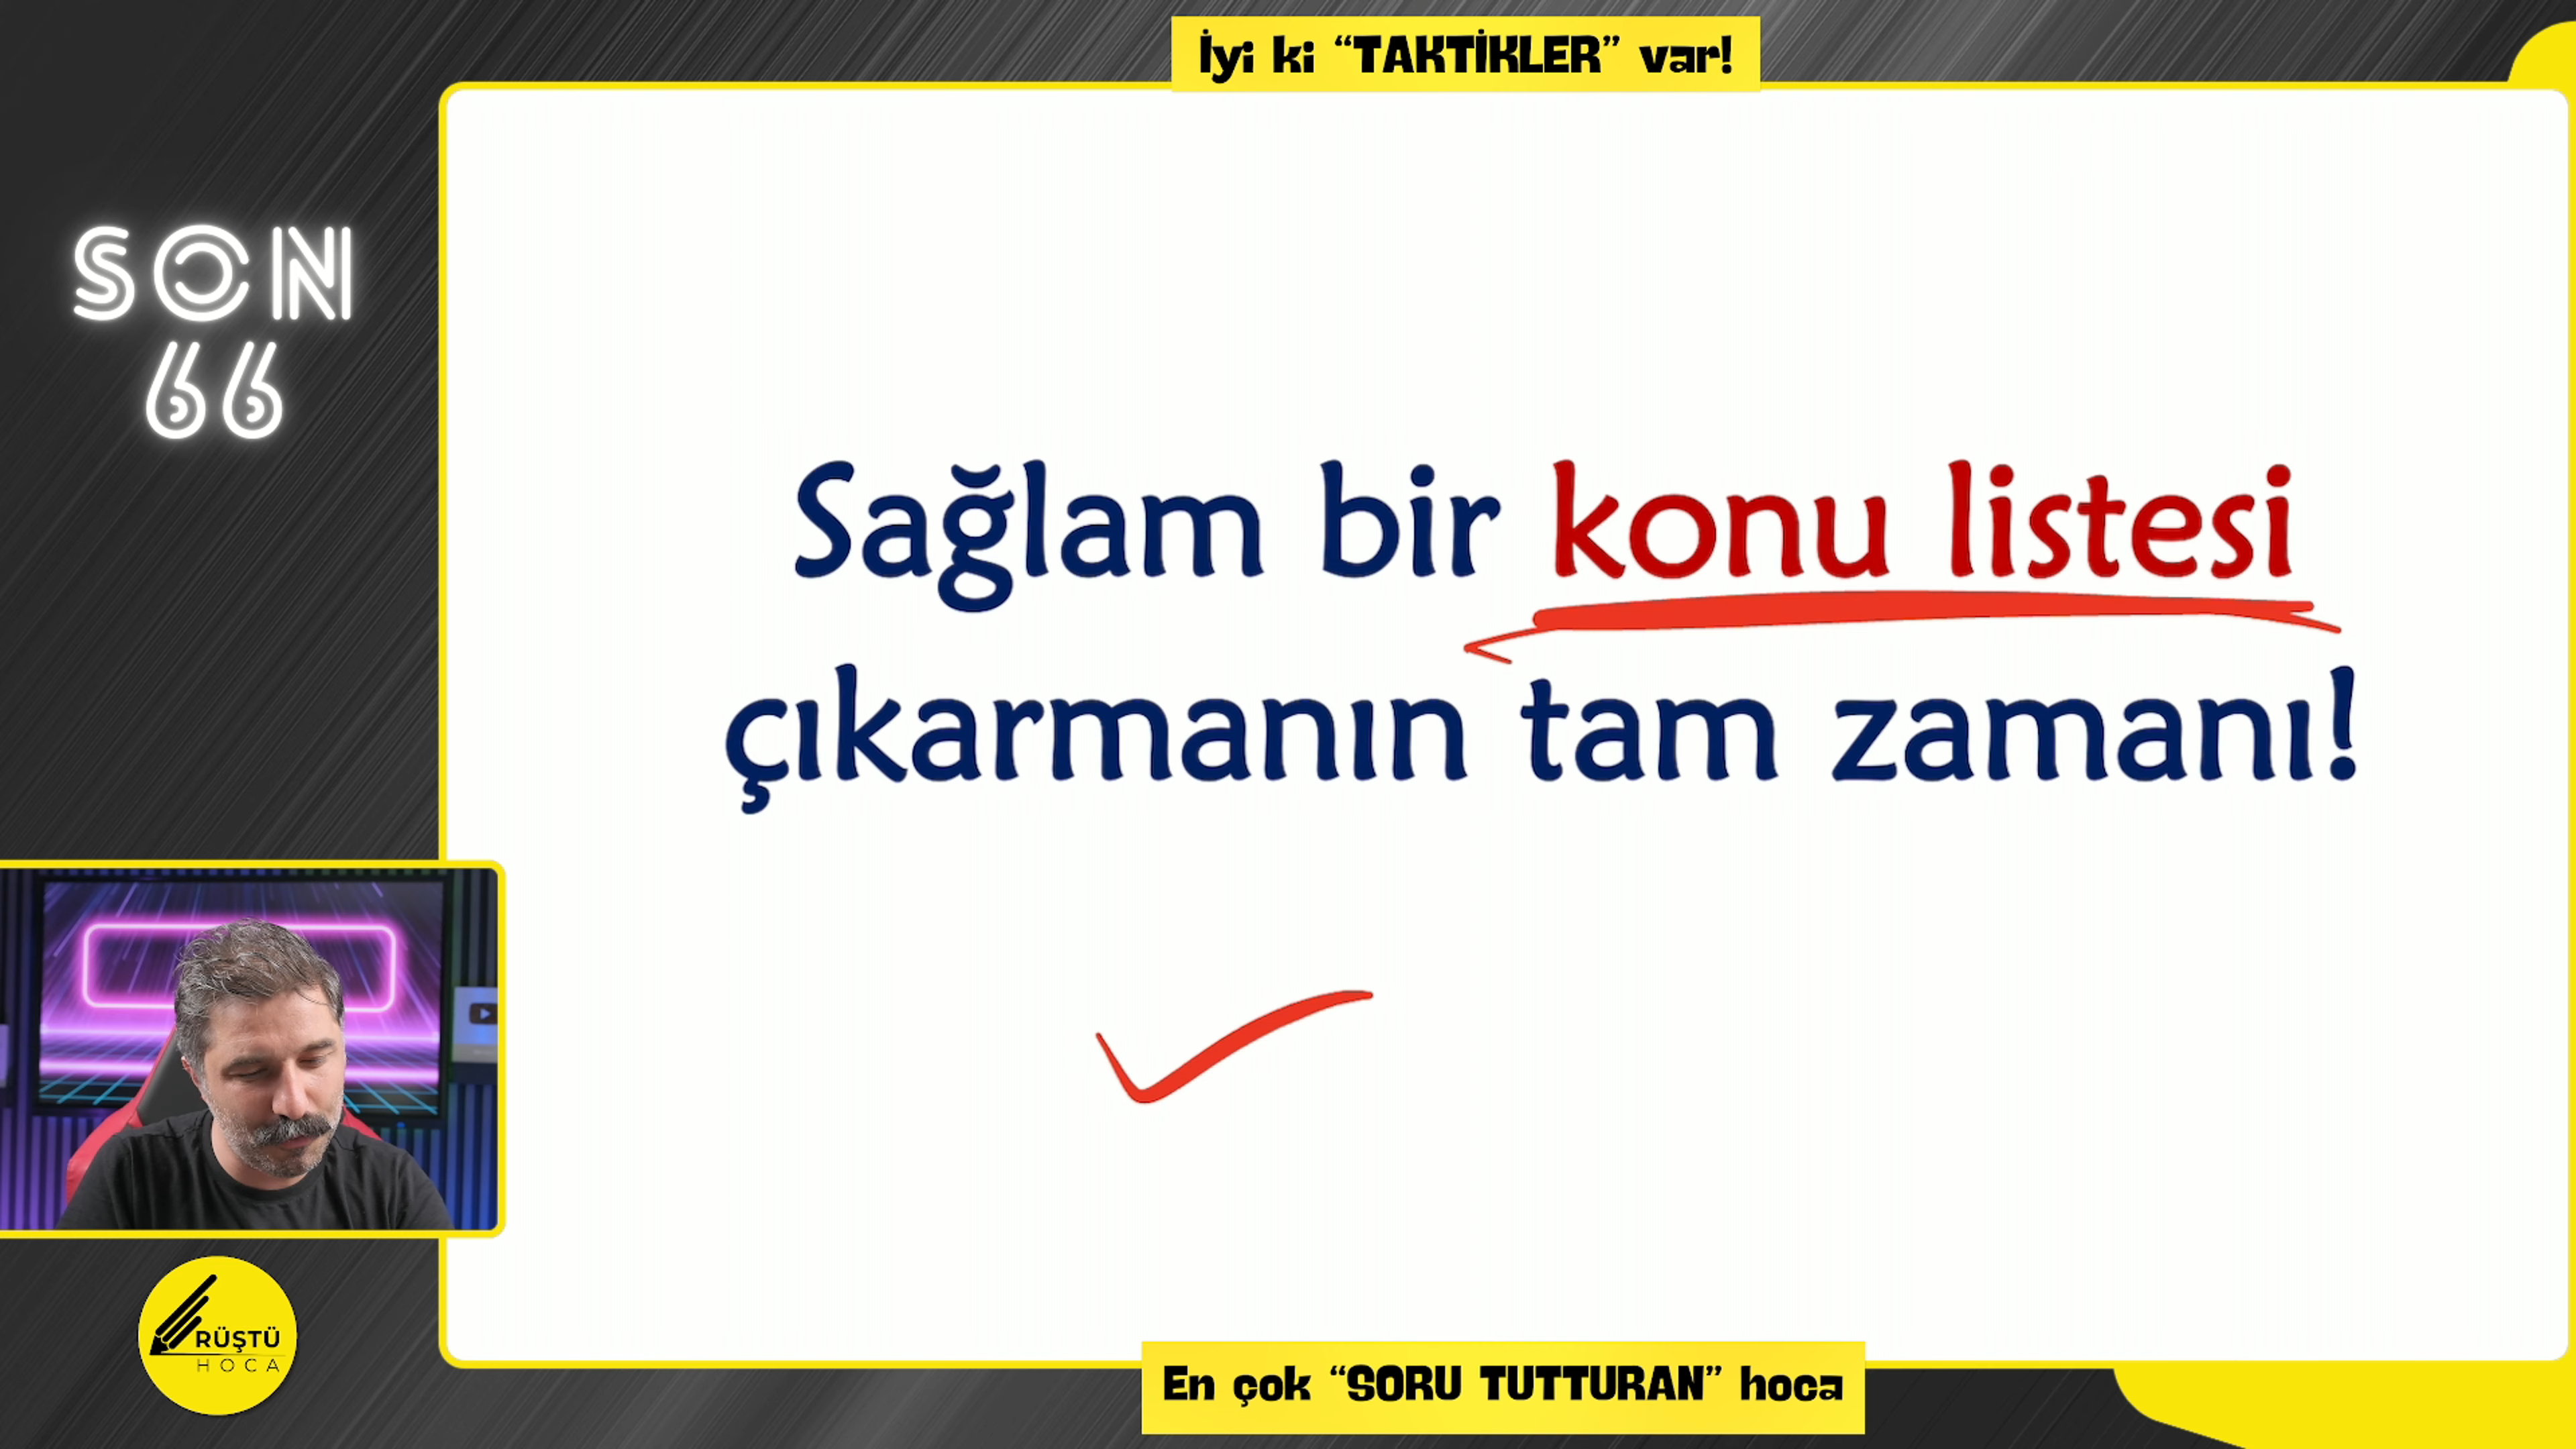 İyi ki “TAKTİKLER” var!
SON
66
Sağlam bir konu listesi
çıkarmanın tam zamanı!
RÜŞTÜ
HOCA
En çok “SORU TUTTURAN” hoca